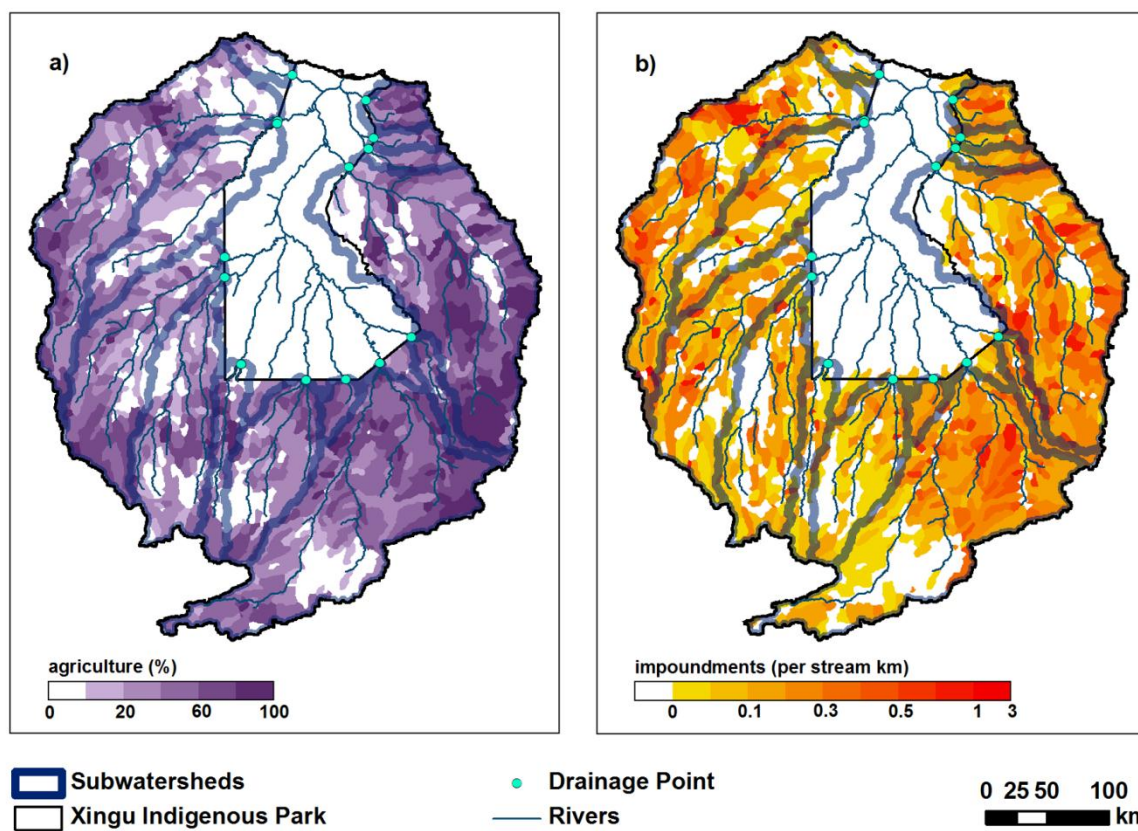 a)
b)
agriculture (%)
0 20 60 100
impoundments (per stream km)
0 0.1 0.3 0.5 1 3
Subwatersheds
Drainage Point
0 25 50 100
Xingu Indigenous Park
Rivers
km